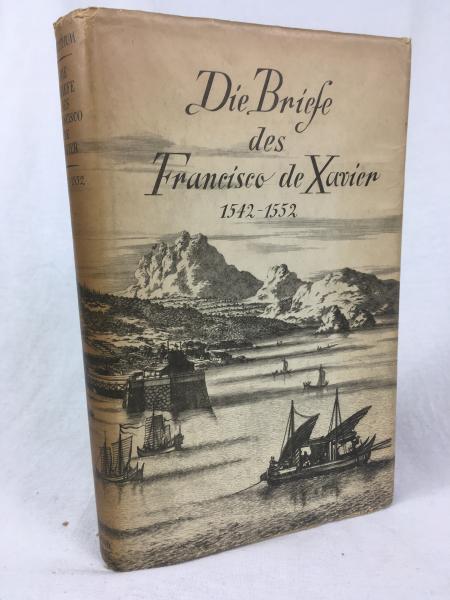 Die Briefe
des
Francisco de Xavier
1542-1552